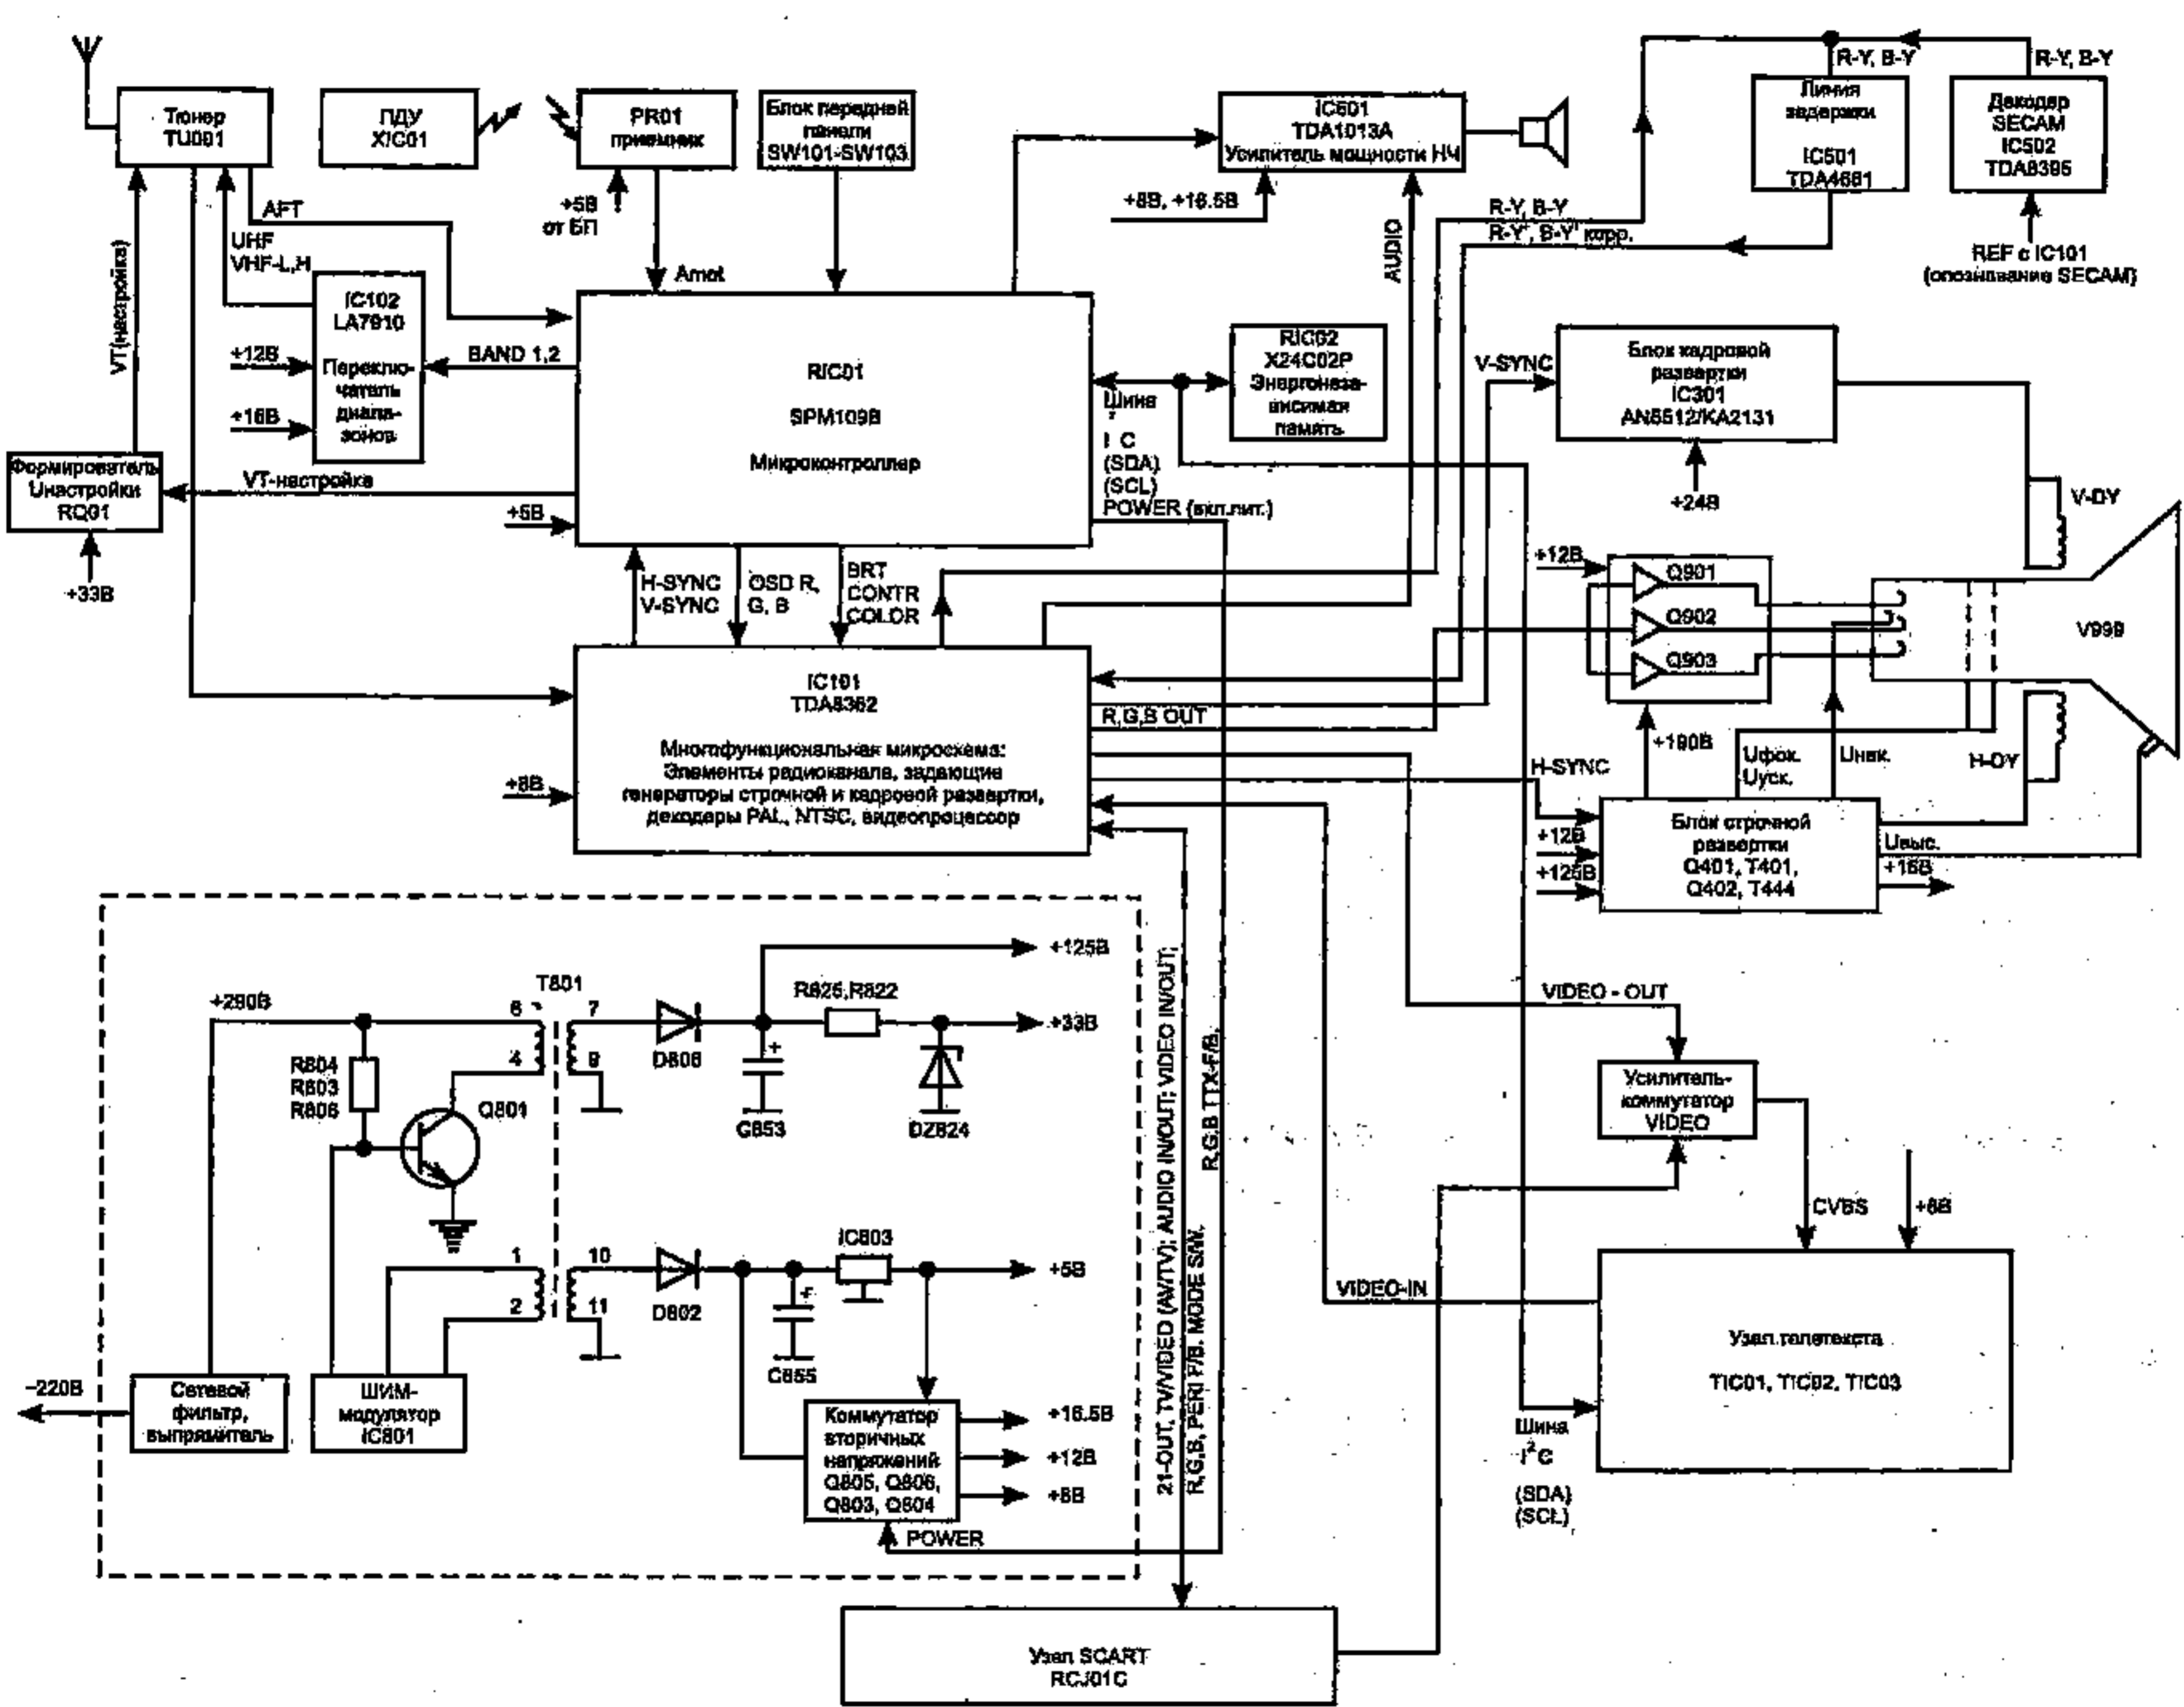 Тюнер
TU001
ПДУ
XIC01
PR01
приемник
Блок передней
панели
SW101-SW103
IC601
TDA1013A
Усилитель мощности НЧ
R-Y, B-Y
R-Y, B-Y
Линия
задержки
IC501
TDA4661
Декодер
SECAM
IC502
TDA8395
+5В
от БП
+8В, +16.5В
AFT
UHF
VHF-L,H
VT(настройка)
Amot
AUDIO
R-Y, B-Y
R-Y', B-Y' корр.
REF с IC101
(опознавание SECAM)
IC102
LA7910
Переклю-
чатель
диапа-
зонов
+12В
+16В
BAND 1,2
RIC01
SPM109B
Микроконтроллер
Шина
I²C
(SDA)
(SCL)
POWER (вкл.пит.)
RIC02
X24C02P
Энергонеза-
висимая
память
V-SYNC
Блок кадровой
развертки
IC301
AN5512/KA2131
+24В
V-DY
Формирователь
Uнастройки
RQ01
VT-настройка
+5В
+33В
H-SYNC
V-SYNC
OSD R,
G, B
BRT
CONTR
COLOR
+12В
Q901
Q902
Q903
V999
IC101
TDA8362
Многофункциональная микросхема:
Элементы радиоканала, задающие
генераторы строчной и кадровой развертки,
декодеры PAL, NTSC, видеопроцессор
+8В
R,G,B OUT
+190В
Uфок.
Uуск.
Uнак.
H-DY
H-SYNC
+12В
+125В
Блок строчной
развертки
Q401, T401,
Q402, T444
Uвыс.
+16В
+290В
T801
6
4
7
9
D806
+125В
R825,R822
+33В
R804
R803
R806
Q801
C853
DZ824
1
2
10
11
D802
IC803
+5В
C855
~220В
Сетевой
фильтр,
выпрямитель
ШИМ-
модулятор
IC801
Коммутатор
вторичных
напряжений
Q805, Q806,
Q803, Q804
+16.5В
+12В
+8В
POWER
21-OUT, TV/VIDEO (AV/TV); AUDIO IN/OUT; VIDEO IN/OUT;
R,G,B, PERI F/B. MODE S/W.
R,G,B TTX-F/B,
VIDEO - OUT
Усилитель-
коммутатор
VIDEO
CVBS
+8В
VIDEO-IN
Узел телетекста
TIC01, TIC02, TIC03
Шина
I²C
(SDA)
(SCL)
Узел SCART
RCJ01C